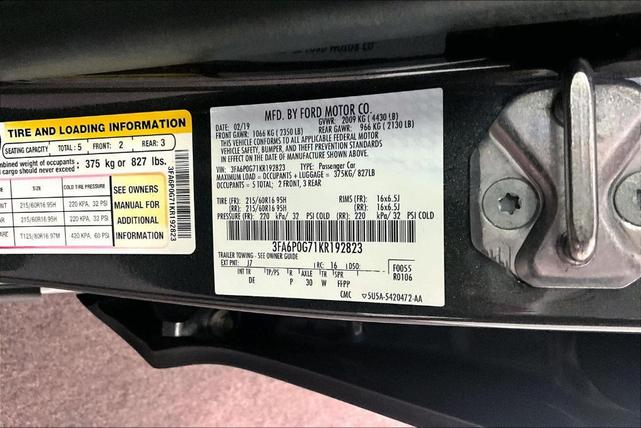 TIRE AND LOADING INFORMATION
SEATING CAPACITY TOTAL: 5 FRONT: 2 REAR: 3
mbined weight of occupants
d cargo should never exceed 375 kg or 827 lbs.
SIZE COLD TIRE PRESSURE
215/60R16 95H 220 KPA, 32 PSI
215/60R16 95H 220 KPA, 32 PSI
T125/80R16 97M 420 KPA, 60 PSI
SEE OWNERS
MANUAL FOR
ADDITIONAL
INFORMATION
3FA6P0G71KR192823
MFD. BY FORD MOTOR CO.
DATE: 02/19 GVWR: 2009 KG ( 4430 LB)
FRONT GAWR: 1066 KG ( 2350 LB) REAR GAWR: 966 KG ( 2130 LB)
THIS VEHICLE CONFORMS TO ALL APPLICABLE FEDERAL MOTOR
VEHICLE SAFETY, BUMPER, AND THEFT PREVENTION STANDARDS
IN EFFECT ON THE DATE OF MANUFACTURE SHOWN ABOVE.
VIN: 3FA6P0G71KR192823 TYPE: Passenger Car
MAXIMUM LOAD = OCCUPANTS + LUGGAGE = 375KG/827LB
OCCUPANTS = 5 TOTAL: 2 FRONT, 3 REAR
TIRE (FR): 215/60R16 95H RIMS (FR): 16x6.5J
(RR): 215/60R16 95H (RR): 16x6.5J
PRESSURE (FR): 220 kPa/ 32 PSI COLD (RR): 220 kPa/ 32 PSI COLD
3FA6P0G71KR192823
TRAILER TOWING - SEE OWNER GUIDE
EXT PNT: J7 RC: 16 DSO: F0055
R0106
INT TR TP/PS R AXLE TR SPR
DE P 30 W FFPP
CMC 5U5A-5420472-AA